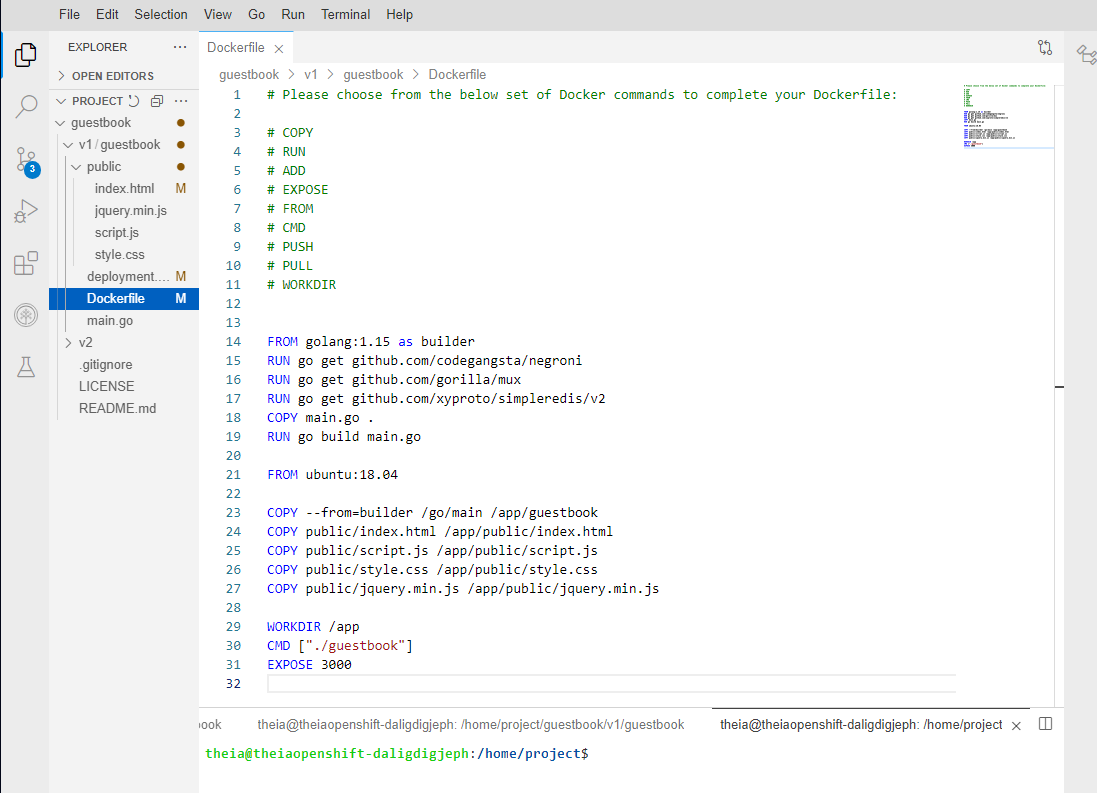 File Edit Selection View Go Run Terminal Help
EXPLORER ...
OPEN EDITORS
PROJECT ...
guestbook
v1 / guestbook
public
index.html M
jquery.min.js
script.js
style.css
deployment.... M
Dockerfile M
main.go
v2
.gitignore
LICENSE
README.md
3
Dockerfile
guestbook > v1 > guestbook > Dockerfile
1 # Please choose from the below set of Docker commands to complete your Dockerfile:
2
3 # COPY
4 # RUN
5 # ADD
6 # EXPOSE
7 # FROM
8 # CMD
9 # PUSH
10 # PULL
11 # WORKDIR
12
13
14 FROM golang:1.15 as builder
15 RUN go get github.com/codegangsta/negroni
16 RUN go get github.com/gorilla/mux
17 RUN go get github.com/xyproto/simpleredis/v2
18 COPY main.go .
19 RUN go build main.go
20
21 FROM ubuntu:18.04
22
23 COPY --from=builder /go/main /app/guestbook
24 COPY public/index.html /app/public/index.html
25 COPY public/script.js /app/public/script.js
26 COPY public/style.css /app/public/style.css
27 COPY public/jquery.min.js /app/public/jquery.min.js
28
29 WORKDIR /app
30 CMD ["./guestbook"]
31 EXPOSE 3000
32
ook theia@theiaopenshift-daligdigjeph: /home/project/guestbook/v1/guestbook theia@theiaopenshift-daligdigjeph: /home/project
theia@theiaopenshift-daligdigjeph:/home/project$